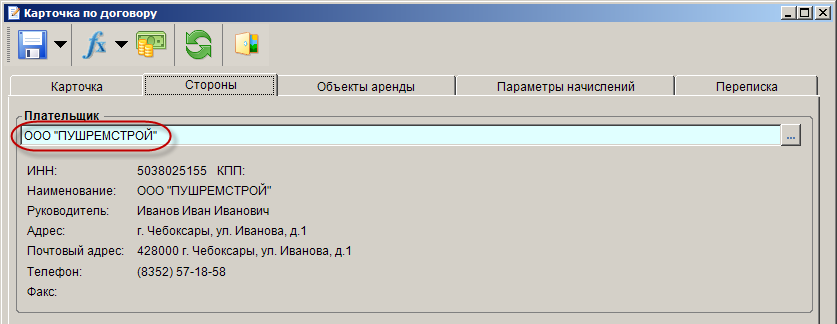 Карточка по договору
Карточка Стороны Объекты аренды Параметры начислений Переписка
Плательщик
ООО "ПУШРЕМСТРОЙ" ...
ИНН: 5038025155 КПП:
Наименование: ООО "ПУШРЕМСТРОЙ"
Руководитель: Иванов Иван Иванович
Адрес: г. Чебоксары, ул. Иванова, д.1
Почтовый адрес: 428000 г. Чебоксары, ул. Иванова, д.1
Телефон: (8352) 57-18-58
Факс: